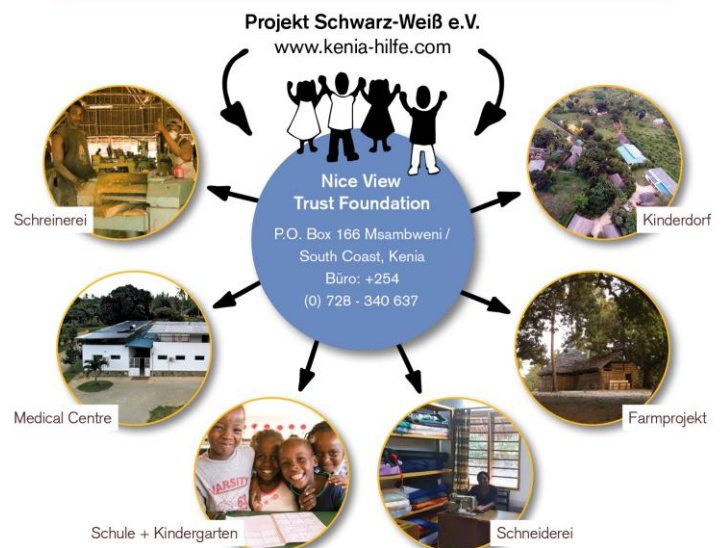 Projekt Schwarz-Weiß e.V.
www.kenia-hilfe.com
Nice View
Trust Foundation
P.O. Box 166 Msambweni /
South Coast, Kenia
Büro: +254
(0) 728 - 340 637
Schreinerei
Kinderdorf
Medical Centre
Farmprojekt
VARSITY
Schule + Kindergarten
Schneiderei